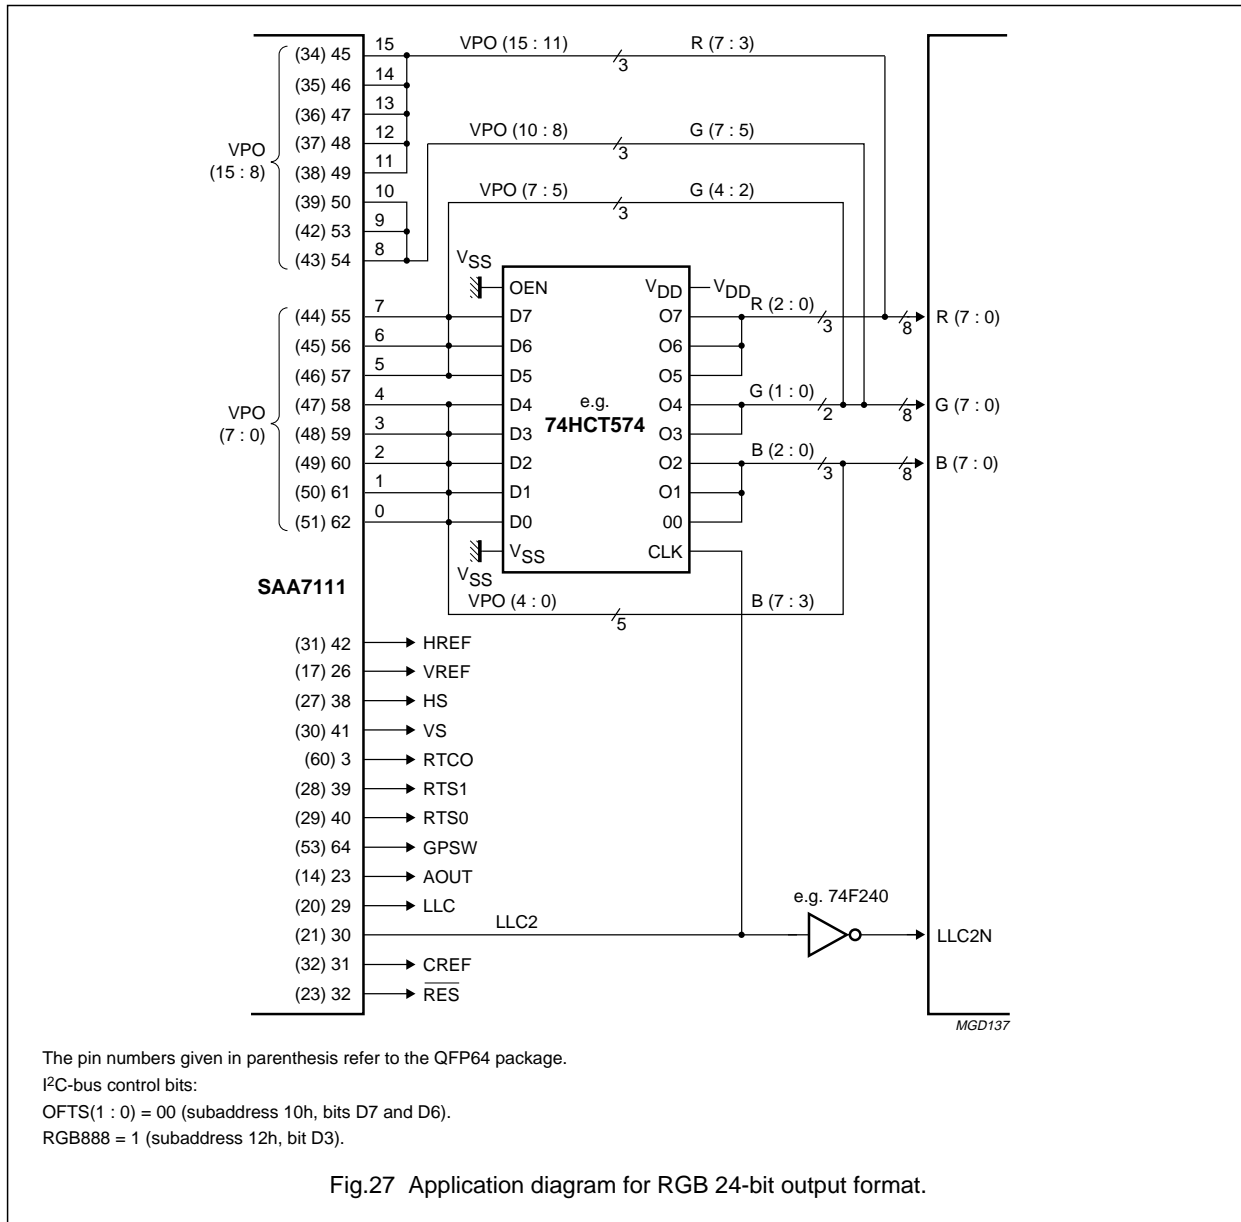 15 VPO (15 : 11) R (7 : 3)
(34) 45 3
14
(35) 46
13
(36) 47
12 VPO (10 : 8) G (7 : 5)
(37) 48 3
VPO
(15 : 8)
11
(38) 49
10 VPO (7 : 5) G (4 : 2)
(39) 50 3
9
(42) 53
8
(43) 54
VSS
OEN VDD VDD
7 R (2 : 0)
(44) 55 D7 O7 3 8 R (7 : 0)
6
(45) 56 D6 O6
5
(46) 57 D5 O5
4 e.g. G (1 : 0)
(47) 58 D4 O4 2 8 G (7 : 0)
VPO
(7 : 0)
74HCT574
3
(48) 59 D3 O3
2 B (2 : 0)
(49) 60 D2 O2 3 8 B (7 : 0)
1
(50) 61 D1 O1
0
(51) 62 D0 00
VSS CLK
VSS
SAA7111
VPO (4 : 0) B (7 : 3)
5
(31) 42 HREF
(17) 26 VREF
(27) 38 HS
(30) 41 VS
(60) 3 RTCO
(28) 39 RTS1
(29) 40 RTS0
(53) 64 GPSW
(14) 23 AOUT
e.g. 74F240
(20) 29 LLC
LLC2
(21) 30 LLC2N
(32) 31 CREF
(23) 32 RES
MGD137
The pin numbers given in parenthesis refer to the QFP64 package.
I2C-bus control bits:
OFTS(1 : 0) = 00 (subaddress 10h, bits D7 and D6).
RGB888 = 1 (subaddress 12h, bit D3).
Fig.27 Application diagram for RGB 24-bit output format.